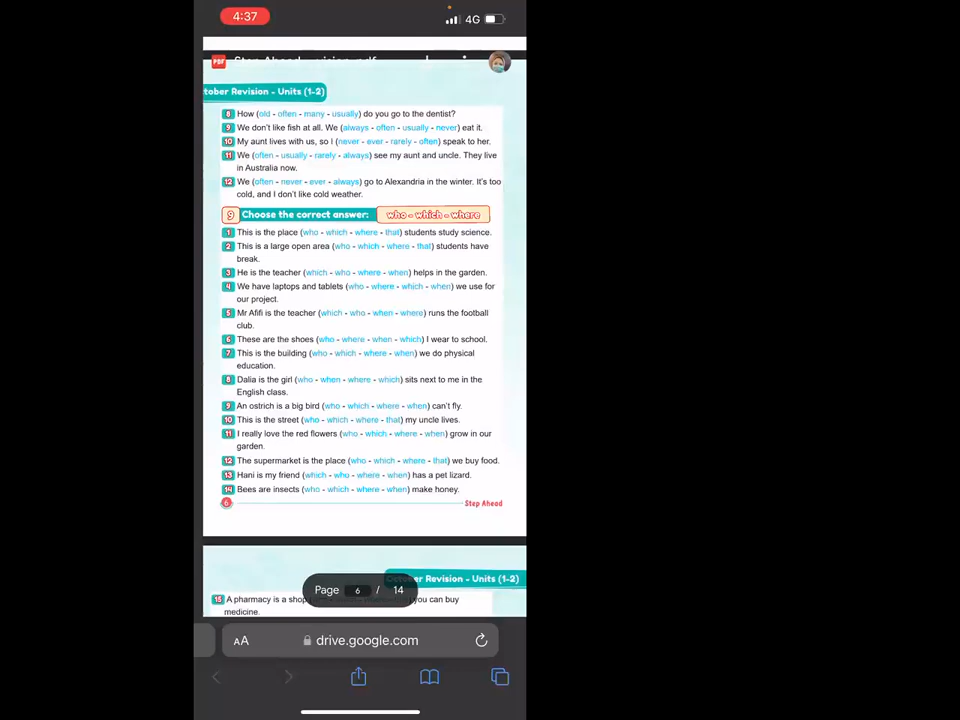 4:37
4G
PDF
tober Revision - Units (1-2)
8 How (old - often - many - usually) do you go to the dentist?
9 We don't like fish at all. We (always - often - usually - never) eat it.
10 My aunt lives with us, so I (never - ever - rarely - often) speak to her.
11 We (often - usually - rarely - always) see my aunt and uncle. They live
in Australia now.
12 We (often - never - ever - always) go to Alexandria in the winter. It's too
cold, and I don't like cold weather.
9 Choose the correct answer: who - which - where
1 This is the place (who - which - where - that) students study science.
2 This is a large open area (who - which - where - that) students have
break.
3 He is the teacher (which - who - where - when) helps in the garden.
4 We have laptops and tablets (who - where - which - when) we use for
our project.
5 Mr Afifi is the teacher (which - who - when - where) runs the football
club.
6 These are the shoes (who - where - when - which) I wear to school.
7 This is the building (who - which - where - when) we do physical
education.
8 Dalia is the girl (who - when - where - which) sits next to me in the
English class.
9 An ostrich is a big bird (who - which - where - when) can't fly.
10 This is the street (who - which - where - that) my uncle lives.
11 I really love the red flowers (who - which - where - when) grow in our
garden.
12 The supermarket is the place (who - which - where - that) we buy food.
13 Hani is my friend (which - who - where - when) has a pet lizard.
14 Bees are insects (who - which - where - when) make honey.
6 Step Ahead
October Revision - Units (1-2)
Page 6 / 14
15 A pharmacy is a shop you can buy
medicine.
AA drive.google.com